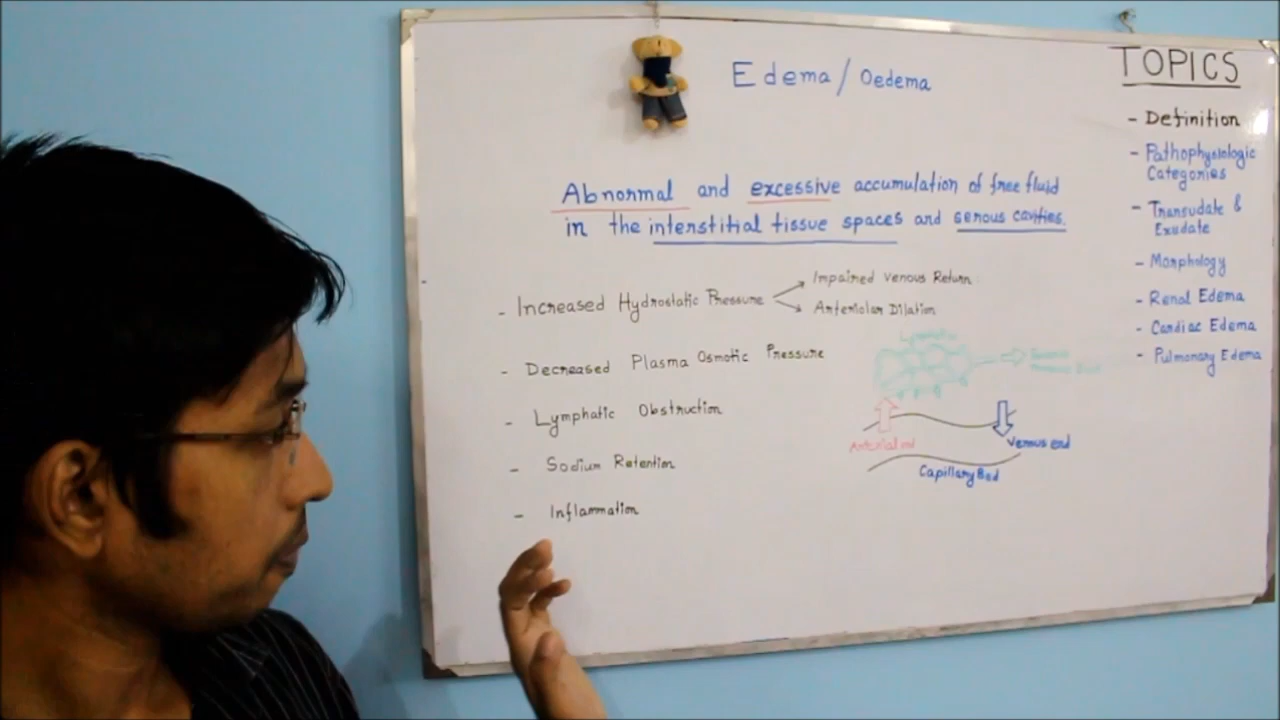 Edema/Oedema
Abnormal and excessive accumulation of free fluid
in the interstitial tissue spaces and serous cavities.
- Increased Hydrostatic Pressure
Impaired Venous Return
Arteriolar Dilation
- Decreased Plasma Osmotic Pressure
- Lymphatic Obstruction
- Sodium Retention
- Inflammation
Arterial end
Venous end
Capillary Bed
TOPICS
- Definition
- Pathophysiologic
Categories
- Transudate &
Exudate
- Morphology
- Renal Edema
- Cardiac Edema
- Pulmonary Edema